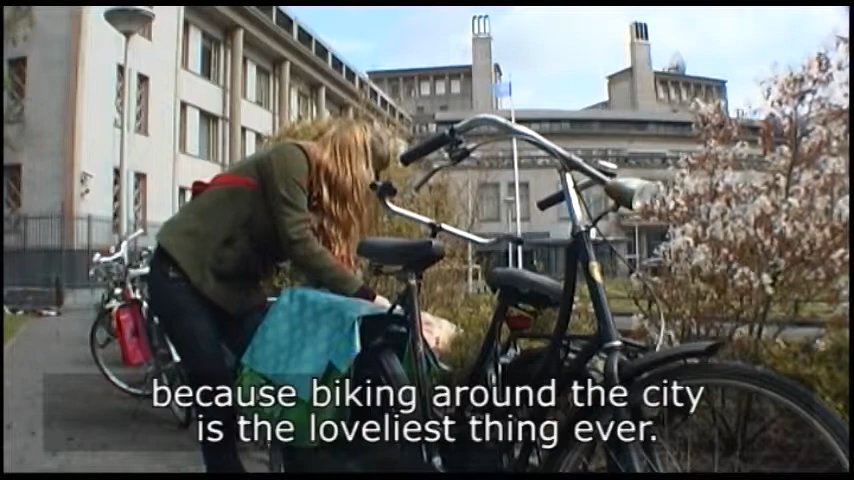 because biking around the city
is the loveliest thing ever.